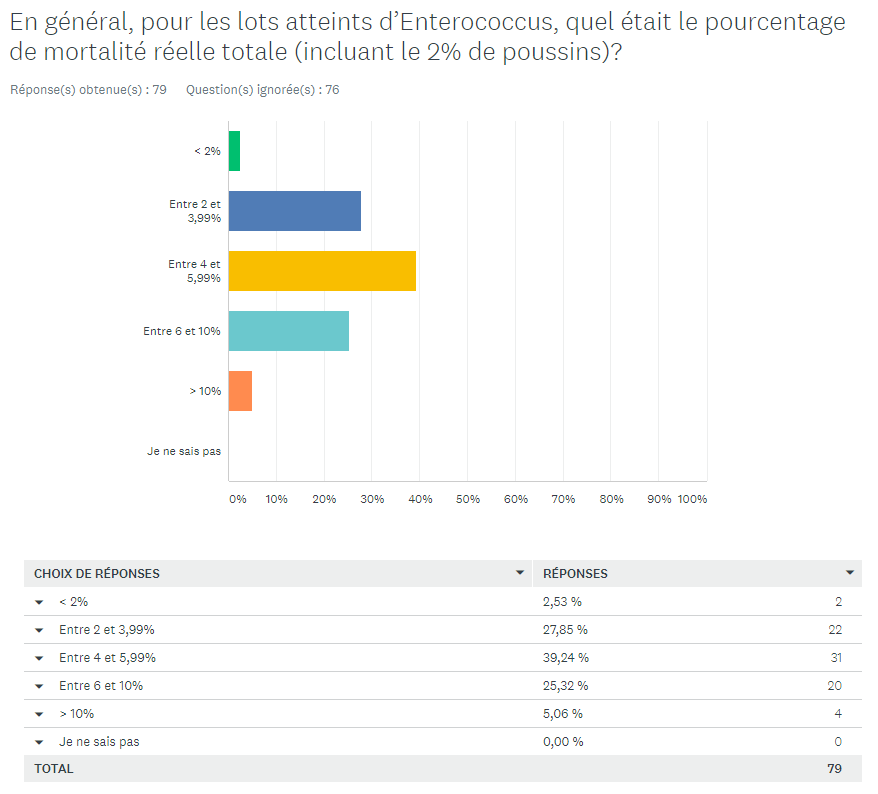 En général, pour les lots atteints d’Enterococcus, quel était le pourcentage
de mortalité réelle totale (incluant le 2% de poussins)?
Réponse(s) obtenue(s) : 79 Question(s) ignorée(s) : 76
< 2%
Entre 2 et
3,99%
Entre 4 et
5,99%
Entre 6 et 10%
> 10%
Je ne sais pas
0% 10% 20% 30% 40% 50% 60% 70% 80% 90% 100%
CHOIX DE RÉPONSES RÉPONSES
< 2% 2,53 % 2
Entre 2 et 3,99% 27,85 % 22
Entre 4 et 5,99% 39,24 % 31
Entre 6 et 10% 25,32 % 20
> 10% 5,06 % 4
Je ne sais pas 0,00 % 0
TOTAL 79